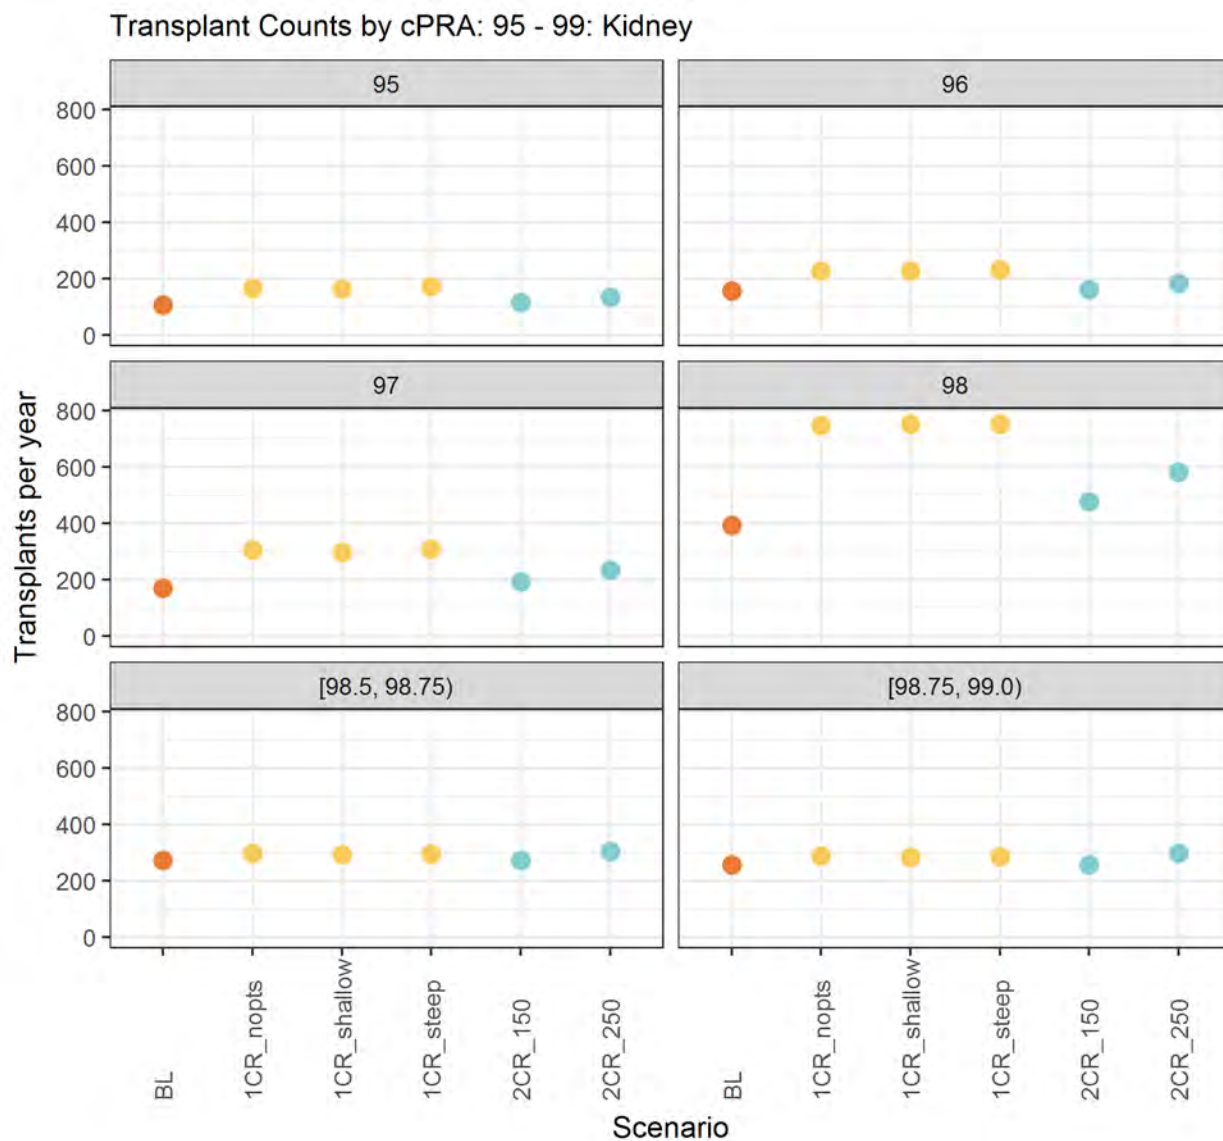 Transplant Counts by cPRA: 95 - 99: Kidney
95
96
800
600
400
200
0
97
98
800
600
400
200
0
[98.5, 98.75)
[98.75, 99.0)
800
600
400
200
0
Transplants per year
BL
1CR_nopts
1CR_shallow
1CR_steep
2CR_150
2CR_250
BL
1CR_nopts
1CR_shallow
1CR_steep
2CR_150
2CR_250
Scenario